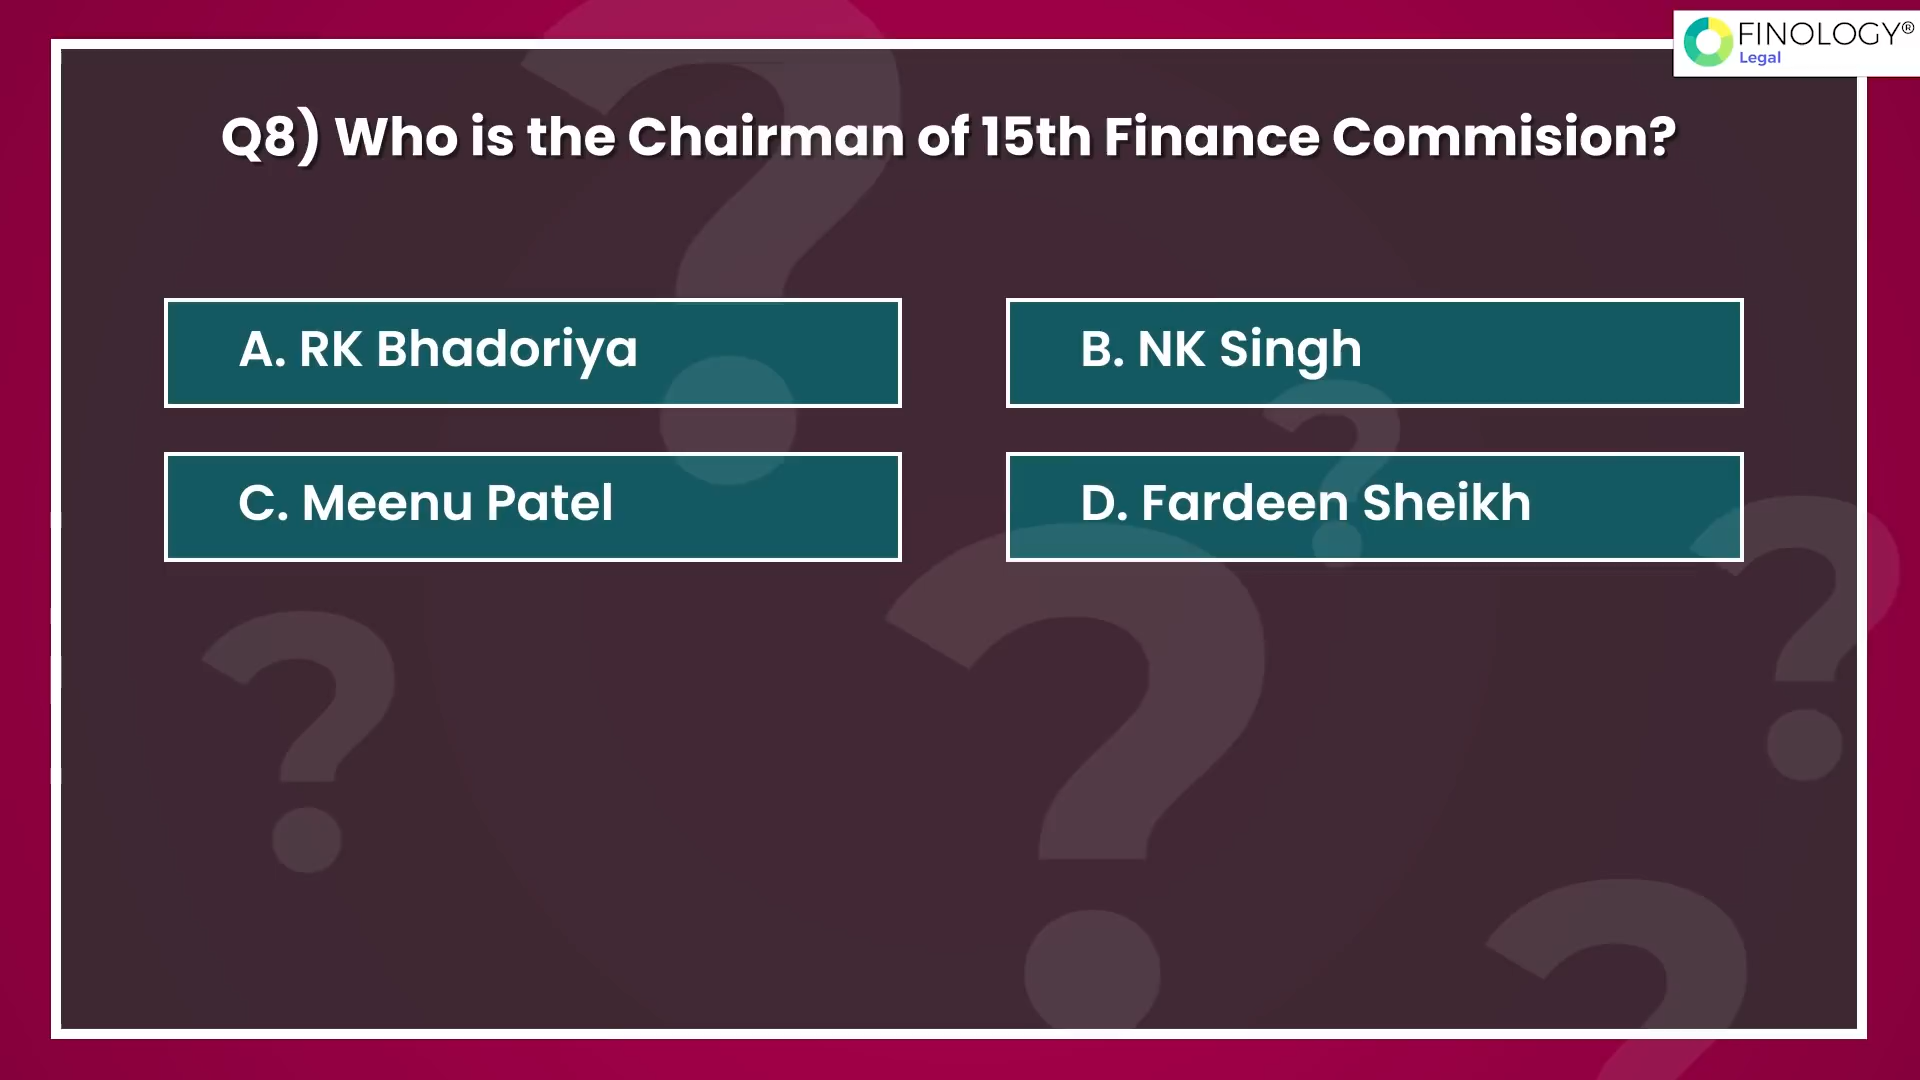 FINOLOGY®
Legal
Q8) Who is the Chairman of 15th Finance Commision?
A. RK Bhadoriya
B. NK Singh
C. Meenu Patel
D. Fardeen Sheikh